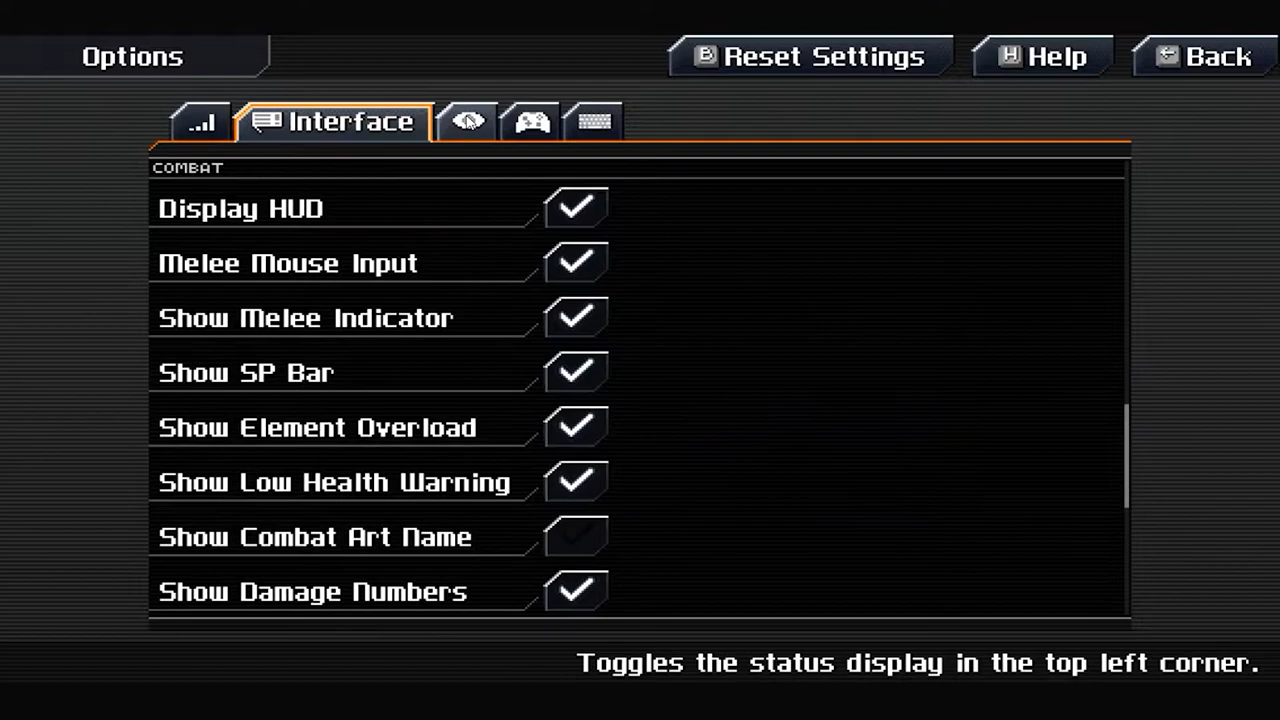 Options
B Reset Settings
H Help
Back
Interface
COMBAT
Display HUD
Melee Mouse Input
Show Melee Indicator
Show SP Bar
Show Element Overload
Show Low Health Warning
Show Combat Art Name
Show Damage Numbers
Toggles the status display in the top left corner.